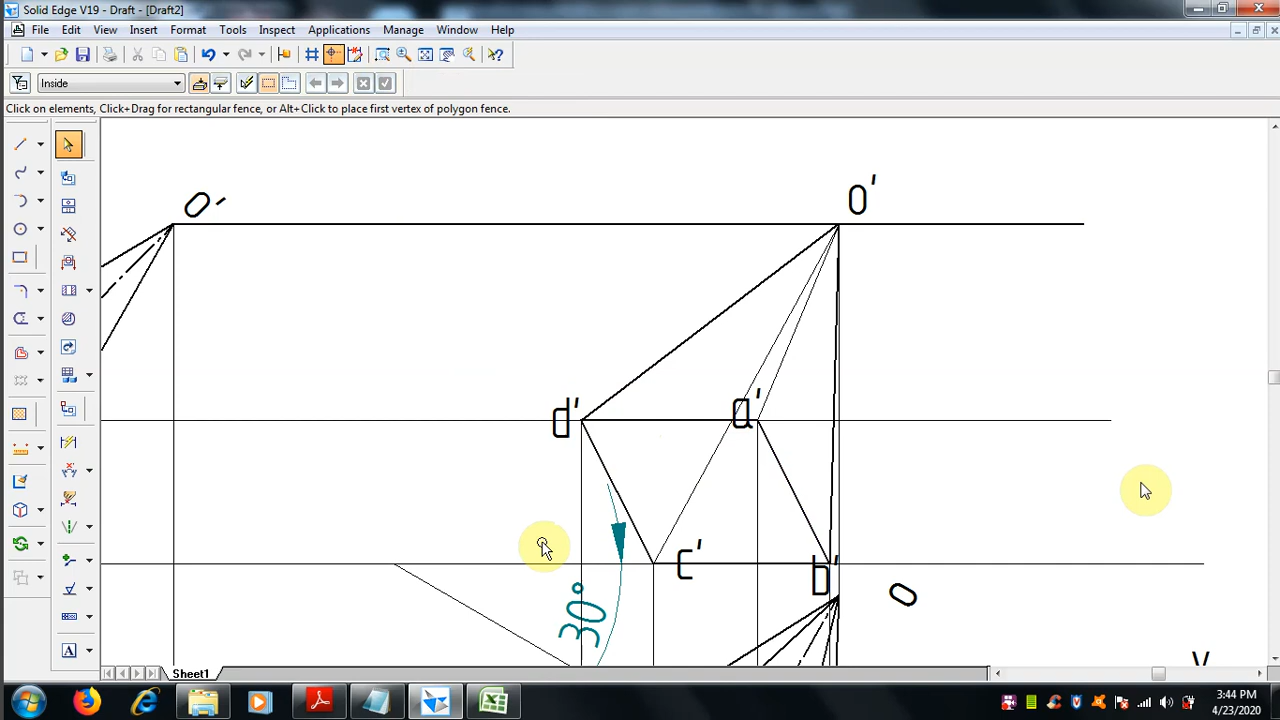 Solid Edge V19 - Draft - [Draft2]
File Edit View Insert Format Tools Inspect Applications Manage Window Help
Inside
Click on elements, Click+Drag for rectangular fence, or Alt+Click to place first vertex of polygon fence.
O' O'
d' a'
c' b'
O
30°
Sheet1
3:44 PM
4/23/2020